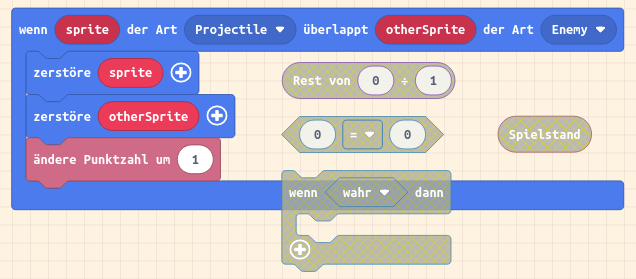 wenn sprite der Art Projectile überlappt otherSprite der Art Enemy
zerstöre sprite
Rest von 0 ÷ 1
zerstöre otherSprite
0 = 0
Spielstand
ändere Punktzahl um 1
wenn wahr dann